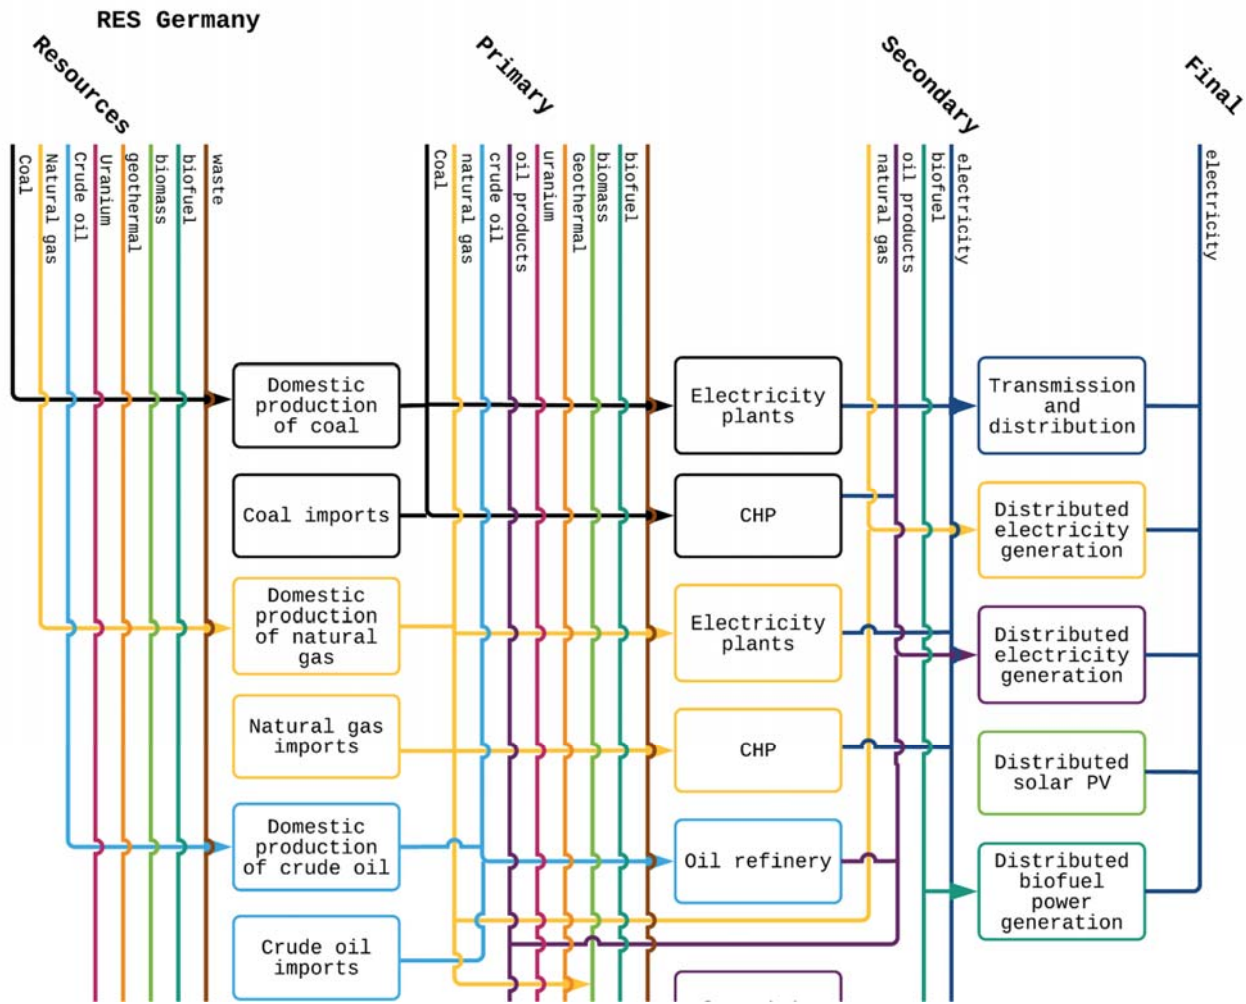 RES Germany
Resources
Primary
Secondary
Final
Coal
Natural gas
Crude oil
Uranium
geothermal
biomass
biofuel
waste
Coal
natural gas
crude oil
oil products
uranium
Geothermal
biomass
biofuel
natural gas
oil products
biofuel
electricity
electricity
Domestic
production
of coal
Electricity
plants
Transmission
and
distribution
Coal imports
CHP
Distributed
electricity
generation
Domestic
production
of natural
gas
Electricity
plants
Distributed
electricity
generation
Natural gas
imports
CHP
Distributed
solar PV
Domestic
production
of crude oil
Oil refinery
Distributed
biofuel
power
generation
Crude oil
imports